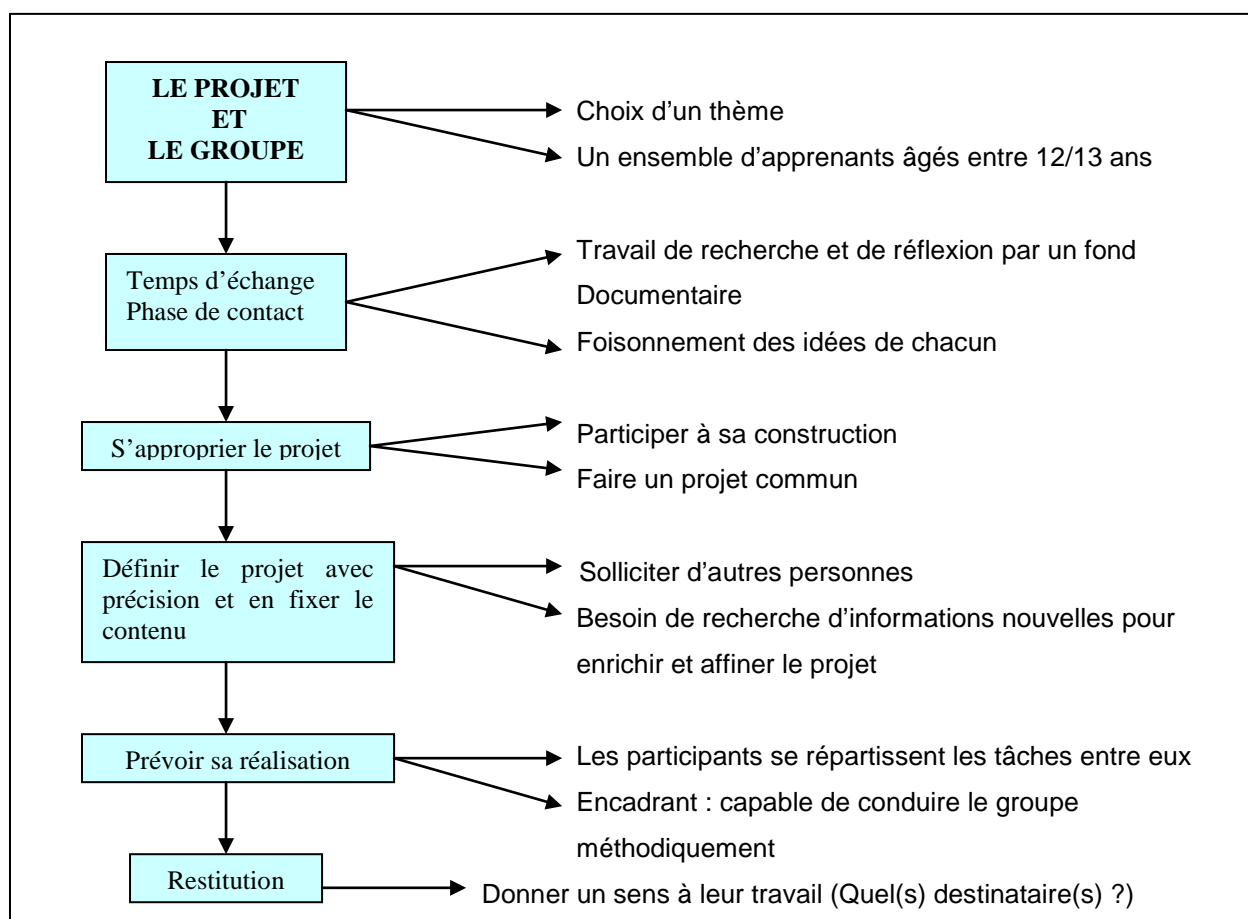 LE PROJET
ET
LE GROUPE
Choix d’un thème
Un ensemble d’apprenants âgés entre 12/13 ans
Temps d’échange
Phase de contact
Travail de recherche et de réflexion par un fond
Documentaire
Foisonnement des idées de chacun
S’approprier le projet
Participer à sa construction
Faire un projet commun
Définir le projet avec
précision et en fixer le
contenu
Solliciter d’autres personnes
Besoin de recherche d’informations nouvelles pour
enrichir et affiner le projet
Prévoir sa réalisation
Les participants se répartissent les tâches entre eux
Encadrant : capable de conduire le groupe
méthodiquement
Restitution
Donner un sens à leur travail (Quel(s) destinataire(s) ?)